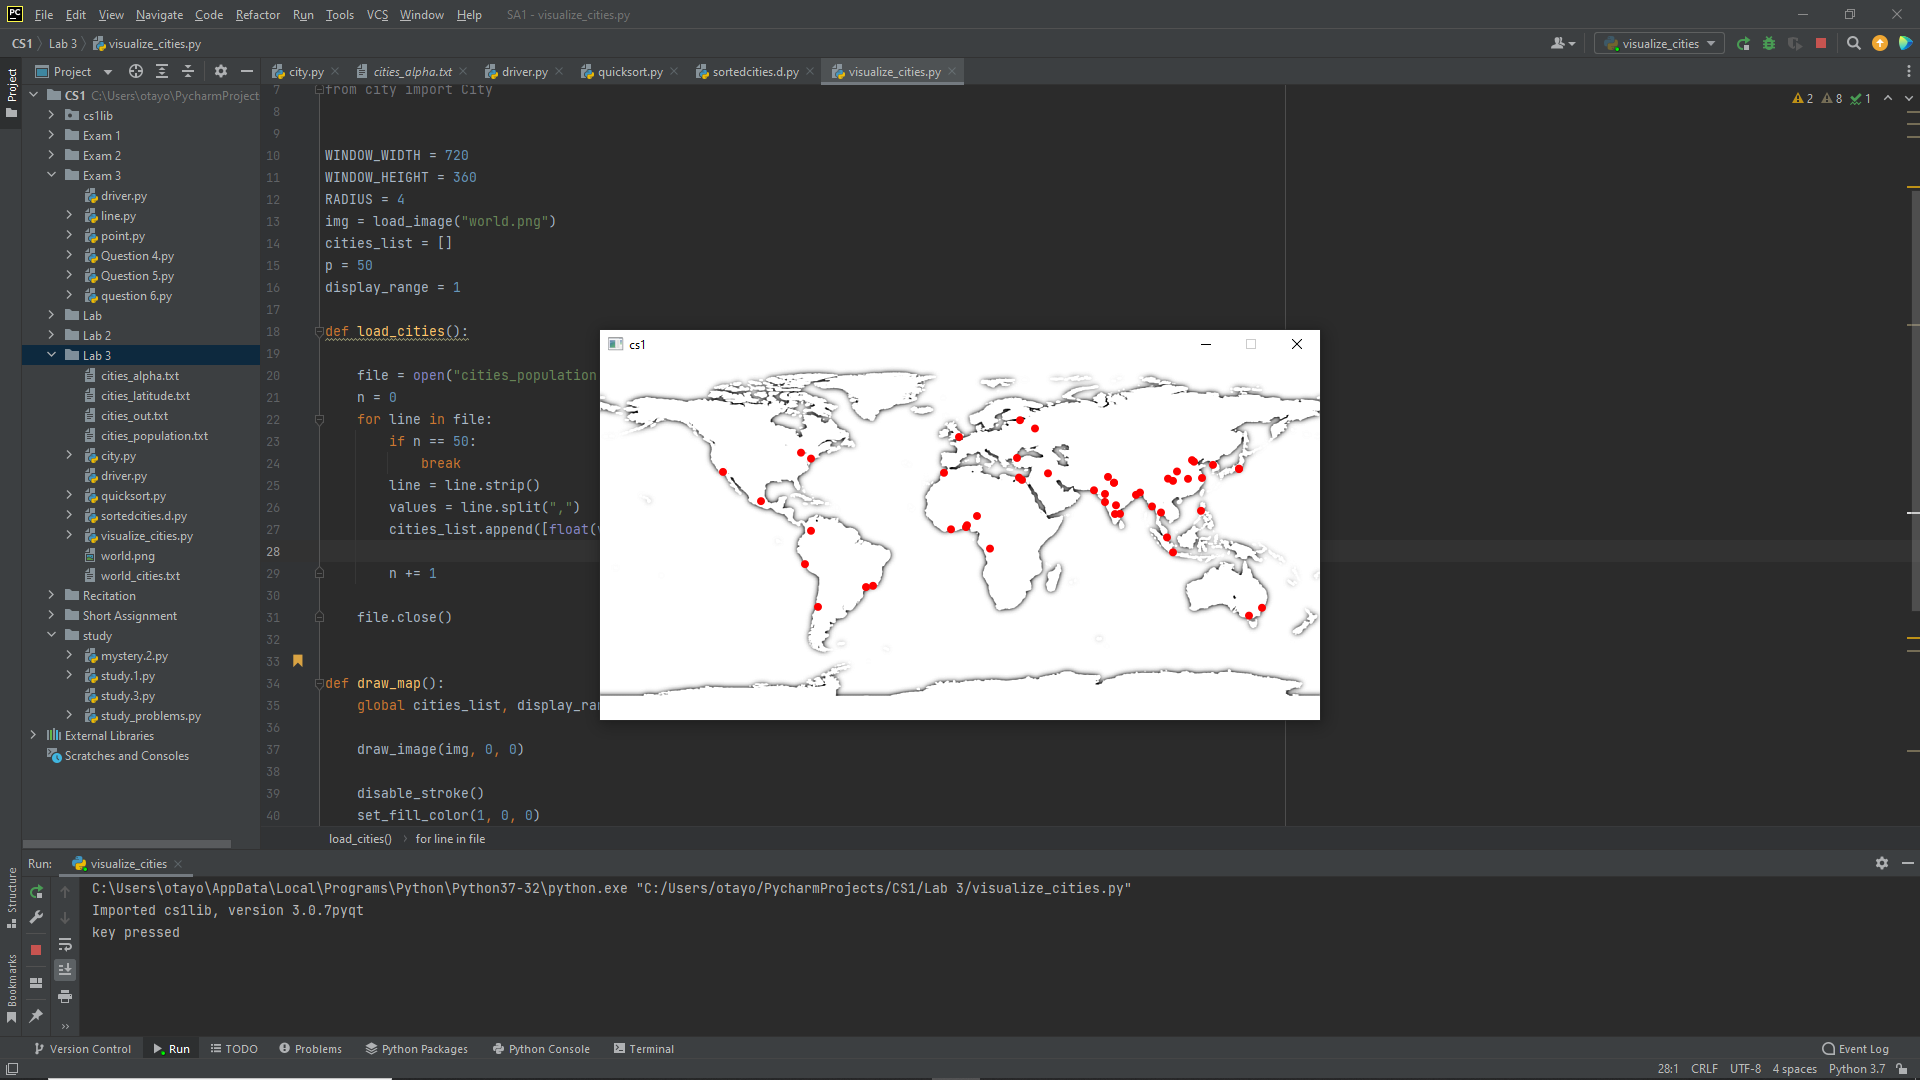 PC File Edit View Navigate Code Refactor Run Tools VCS Window Help SA1 - visualize_cities.py
CS1 Lab 3 visualize_cities.py
visualize_cities
Project
city.py cities_alpha.txt driver.py quicksort.py sortedcities.d.py visualize_cities.py
Project
CS1 C:\Users\otayo\PycharmProject
cs1lib
Exam 1
Exam 2
Exam 3
driver.py
line.py
point.py
Question 4.py
Question 5.py
question 6.py
Lab
Lab 2
Lab 3
cities_alpha.txt
cities_latitude.txt
cities_out.txt
cities_population.txt
city.py
driver.py
quicksort.py
sortedcities.d.py
visualize_cities.py
world.png
world_cities.txt
Recitation
Short Assignment
study
mystery.2.py
study.1.py
study.3.py
study_problems.py
External Libraries
Scratches and Consoles
2 8 1
7 from city import City
8
9
10 WINDOW_WIDTH = 720
11 WINDOW_HEIGHT = 360
12 RADIUS = 4
13 img = load_image("world.png")
14 cities_list = []
15 p = 50
16 display_range = 1
17
18 def load_cities():
19
20 file = open("cities_population
21 n = 0
22 for line in file:
23 if n == 50:
24 break
25 line = line.strip()
26 values = line.split(",")
27 cities_list.append([float(
28
29 n += 1
30
31 file.close()
32
33
34 def draw_map():
35 global cities_list, display_ra
36
37 draw_image(img, 0, 0)
38
39 disable_stroke()
40 set_fill_color(1, 0, 0)
cs1
load_cities() for line in file
Run: visualize_cities
C:\Users\otayo\AppData\Local\Programs\Python\Python37-32\python.exe "C:/Users/otayo/PycharmProjects/CS1/Lab 3/visualize_cities.py"
Imported cs1lib, version 3.0.7pyqt
key pressed
Structure
Bookmarks
Version Control Run TODO Problems Python Packages Python Console Terminal Event Log
28:1 CRLF UTF-8 4 spaces Python 3.7